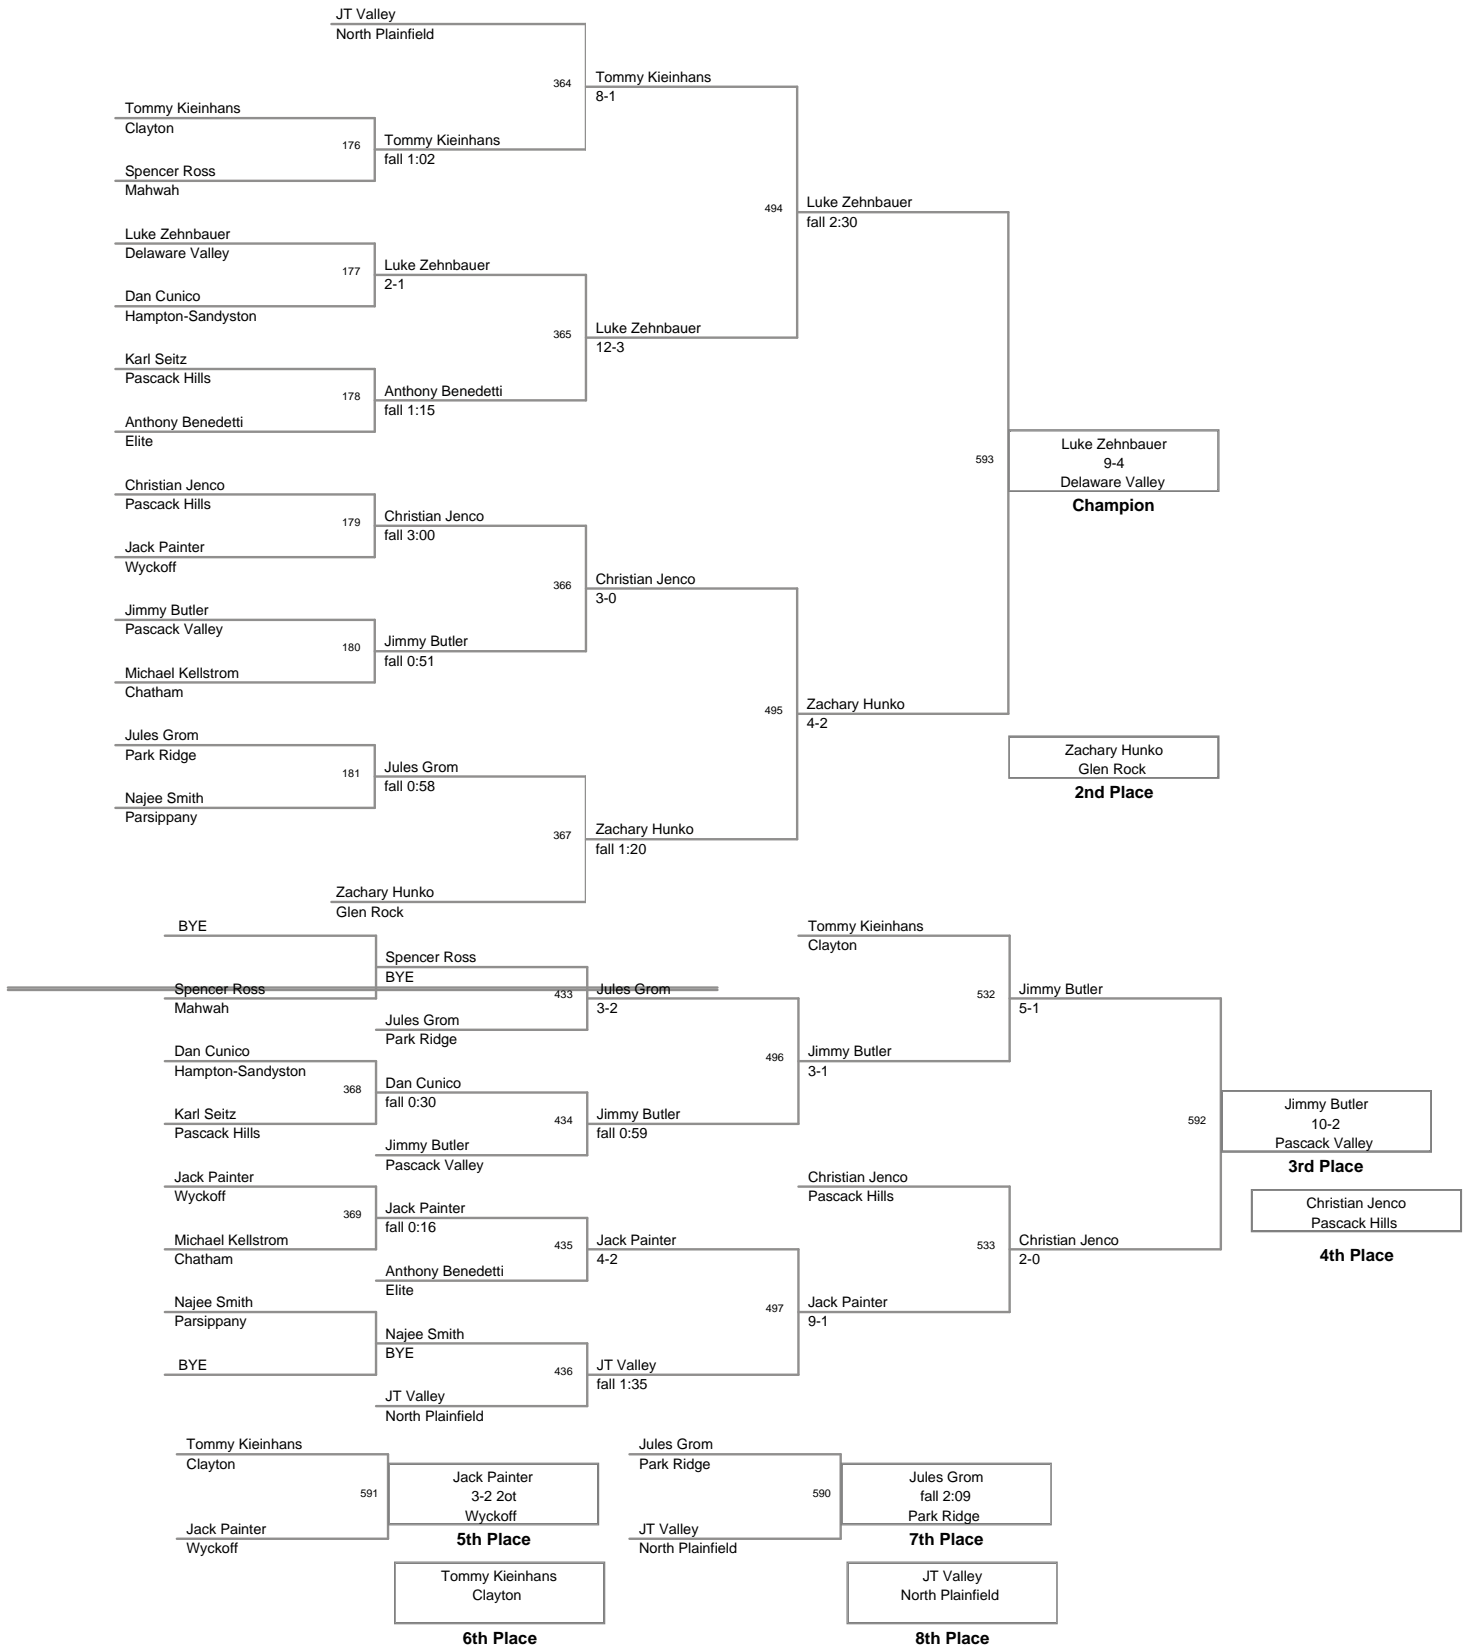 JT Valley
North Plainfield
364
Tommy Kieinhans
8-1
Tommy Kieinhans
Clayton
176
Tommy Kieinhans
fall 1:02
Spencer Ross
Mahwah
494
Luke Zehnbauer
fall 2:30
Luke Zehnbauer
Delaware Valley
177
Luke Zehnbauer
2-1
Dan Cunico
Hampton-Sandyston
365
Luke Zehnbauer
12-3
Karl Seitz
Pascack Hills
178
Anthony Benedetti
fall 1:15
Anthony Benedetti
Elite
593
Luke Zehnbauer
9-4
Delaware Valley
Champion
Christian Jenco
Pascack Hills
179
Christian Jenco
fall 3:00
Jack Painter
Wyckoff
366
Christian Jenco
3-0
Jimmy Butler
Pascack Valley
180
Jimmy Butler
fall 0:51
Michael Kellstrom
Chatham
495
Zachary Hunko
4-2
Jules Grom
Park Ridge
181
Jules Grom
fall 0:58
Najee Smith
Parsippany
Zachary Hunko
Glen Rock
2nd Place
367
Zachary Hunko
fall 1:20
Zachary Hunko
Glen Rock
BYE
Spencer Ross
BYE
Spencer Ross
Mahwah
433
Jules Grom
3-2
Jules Grom
Park Ridge
Tommy Kieinhans
Clayton
532
Jimmy Butler
5-1
496
Jimmy Butler
3-1
Dan Cunico
Hampton-Sandyston
368
Dan Cunico
fall 0:30
Karl Seitz
Pascack Hills
434
Jimmy Butler
fall 0:59
Jimmy Butler
Pascack Valley
592
Jimmy Butler
10-2
Pascack Valley
3rd Place
Christian Jenco
Pascack Hills
4th Place
Jack Painter
Wyckoff
369
Jack Painter
fall 0:16
Michael Kellstrom
Chatham
435
Jack Painter
4-2
Anthony Benedetti
Elite
Christian Jenco
Pascack Hills
533
Christian Jenco
2-0
497
Jack Painter
9-1
Najee Smith
Parsippany
Najee Smith
BYE
BYE
436
JT Valley
fall 1:35
JT Valley
North Plainfield
Tommy Kieinhans
Clayton
591
Jack Painter
3-2 2ot
Wyckoff
5th Place
Jack Painter
Wyckoff
Tommy Kieinhans
Clayton
6th Place
Jules Grom
Park Ridge
590
Jules Grom
fall 2:09
Park Ridge
7th Place
JT Valley
North Plainfield
JT Valley
North Plainfield
8th Place